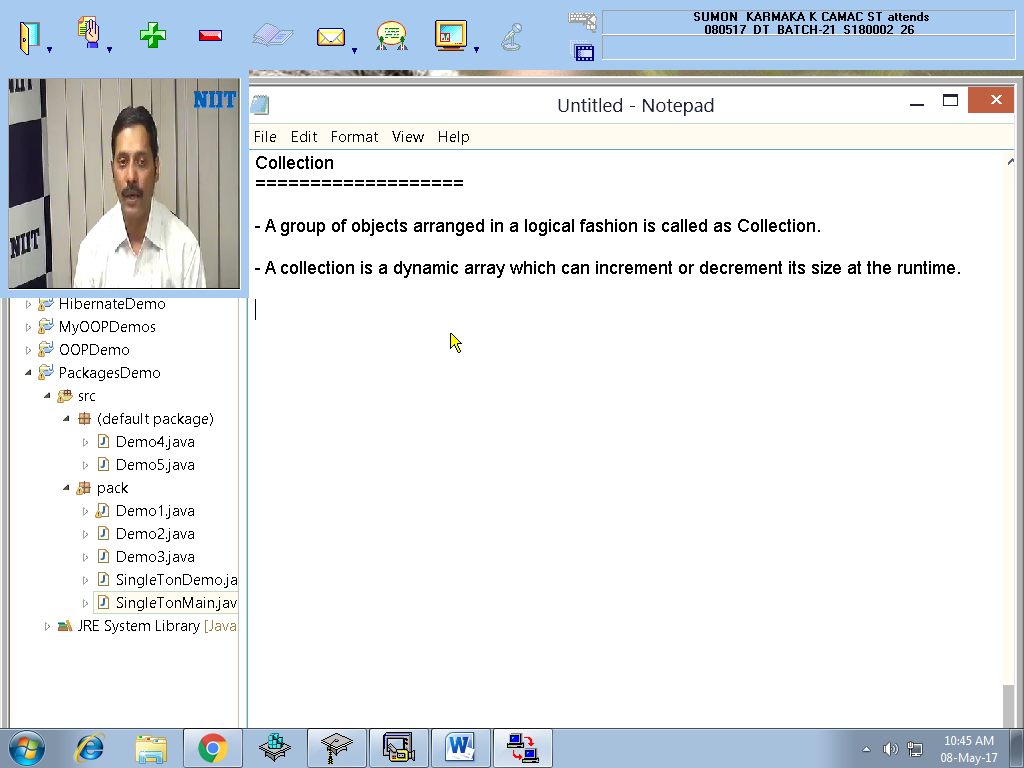 SUMON KARMAKA K CAMAC ST attends
080517 DT BATCH-21 S180002 26
NIIT
NIIT
Untitled - Notepad
File Edit Format View Help
Collection
===================
- A group of objects arranged in a logical fashion is called as Collection.
- A collection is a dynamic array which can increment or decrement its size at the runtime.
HibernateDemo
MyOOPDemos
OOPDemo
PackagesDemo
src
(default package)
Demo4.java
Demo5.java
pack
Demo1.java
Demo2.java
Demo3.java
SingleTonDemo.ja
SingleTonMain.jav
JRE System Library [Java
10:45 AM
08-May-17